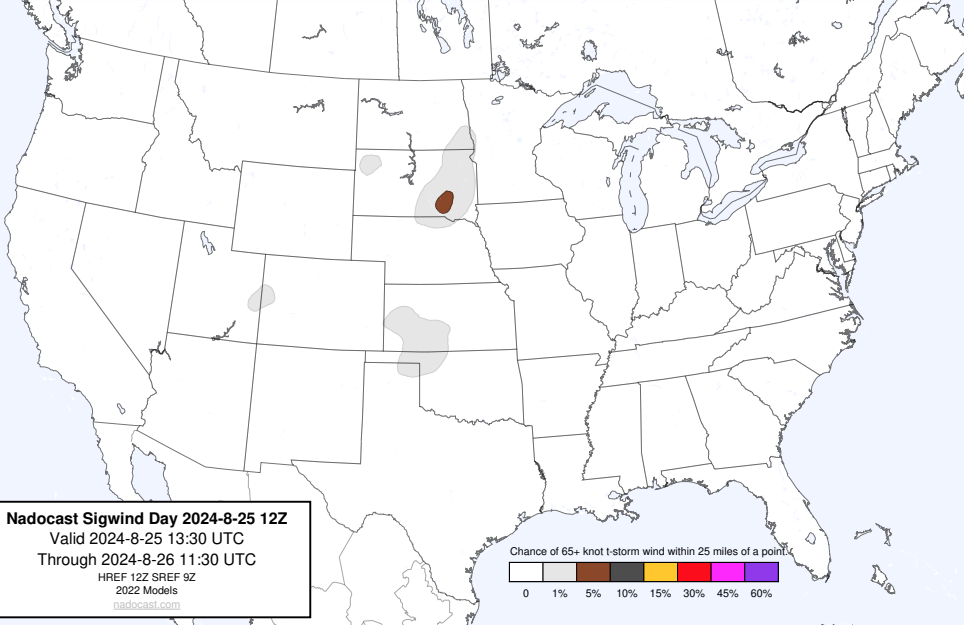 Nadocast Sigwind Day 2024-8-25 12Z
Valid 2024-8-25 13:30 UTC
Through 2024-8-26 11:30 UTC
HREF 12Z SREF 9Z
2022 Models
nadocast.com
Chance of 65+ knot t-storm wind within 25 miles of a point.
0 1% 5% 10% 15% 30% 45% 60%